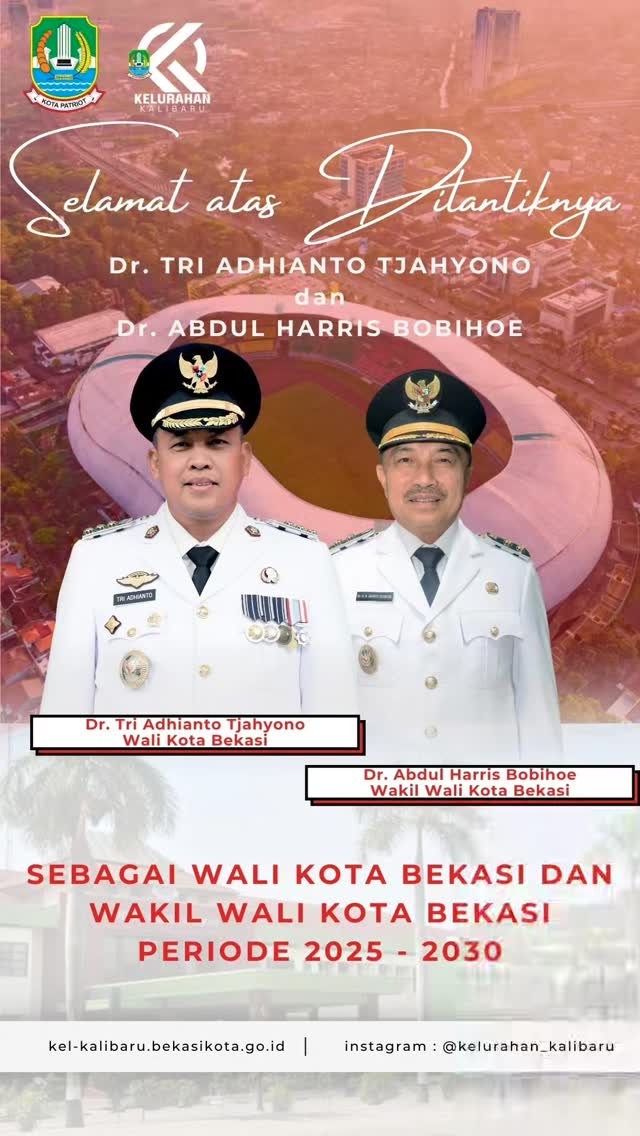 KOTA PATRIOT
KELURAHAN
KALIBARU
Selamat atas Ditantiknya
Dr. TRI ADHIANTO TJAHYONO
dan
Dr. ABDUL HARRIS BOBIHOE
TRI ADHIANTO
Dr. Tri Adhianto Tjahyono
Wali Kota Bekasi
Dr. Abdul Harris Bobihoe
Wakil Wali Kota Bekasi
SEBAGAI WALI KOTA BEKASI DAN
WAKIL WALI KOTA BEKASI
PERIODE 2025 - 2030
kel-kalibaru.bekasikota.go.id | instagram : @kelurahan_kalibaru